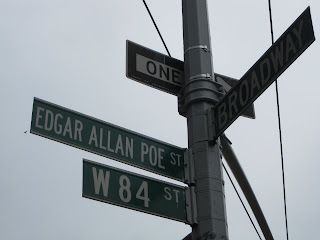 ONE
BROADWAY
EDGAR ALLAN POE ST
W 84 ST